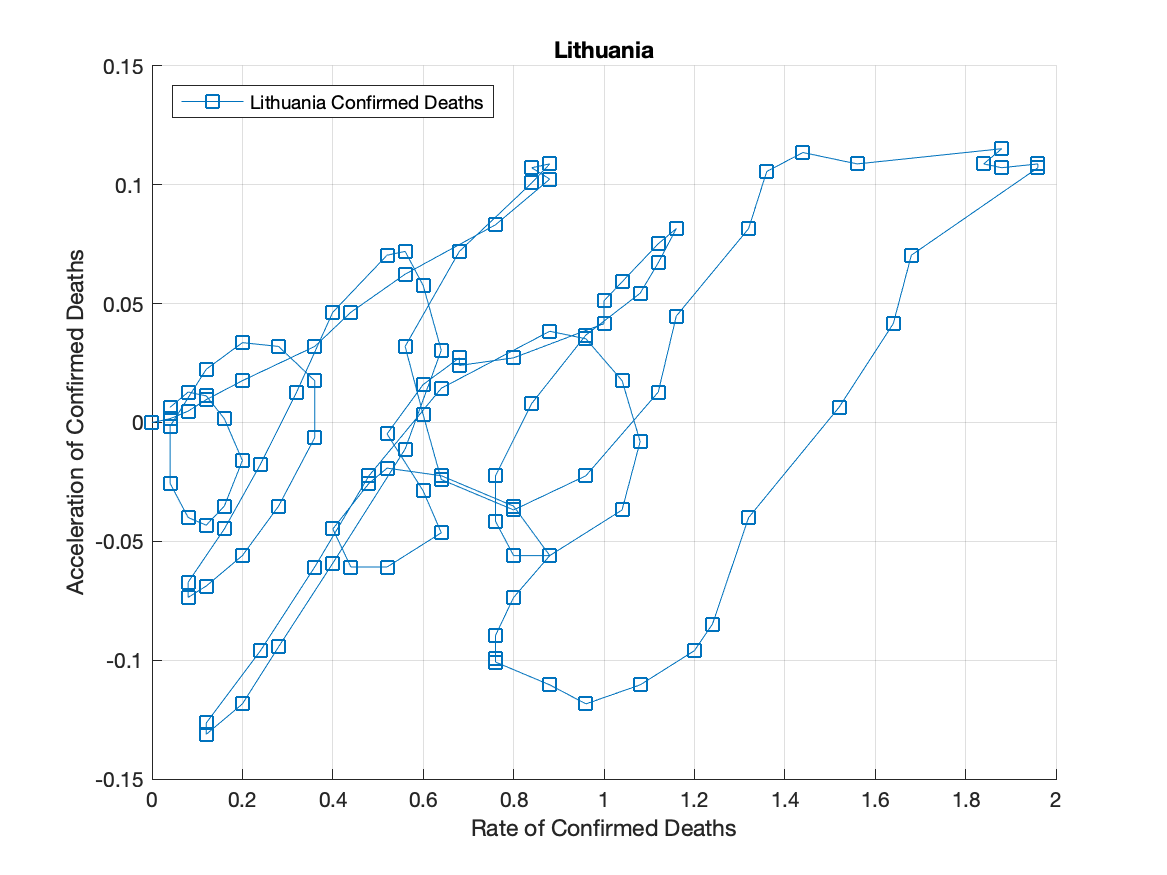 Lithuania
Lithuania Confirmed Deaths
0.15
0.1
0.05
0
-0.05
-0.1
-0.15
Acceleration of Confirmed Deaths
0 0.2 0.4 0.6 0.8 1 1.2 1.4 1.6 1.8 2
Rate of Confirmed Deaths